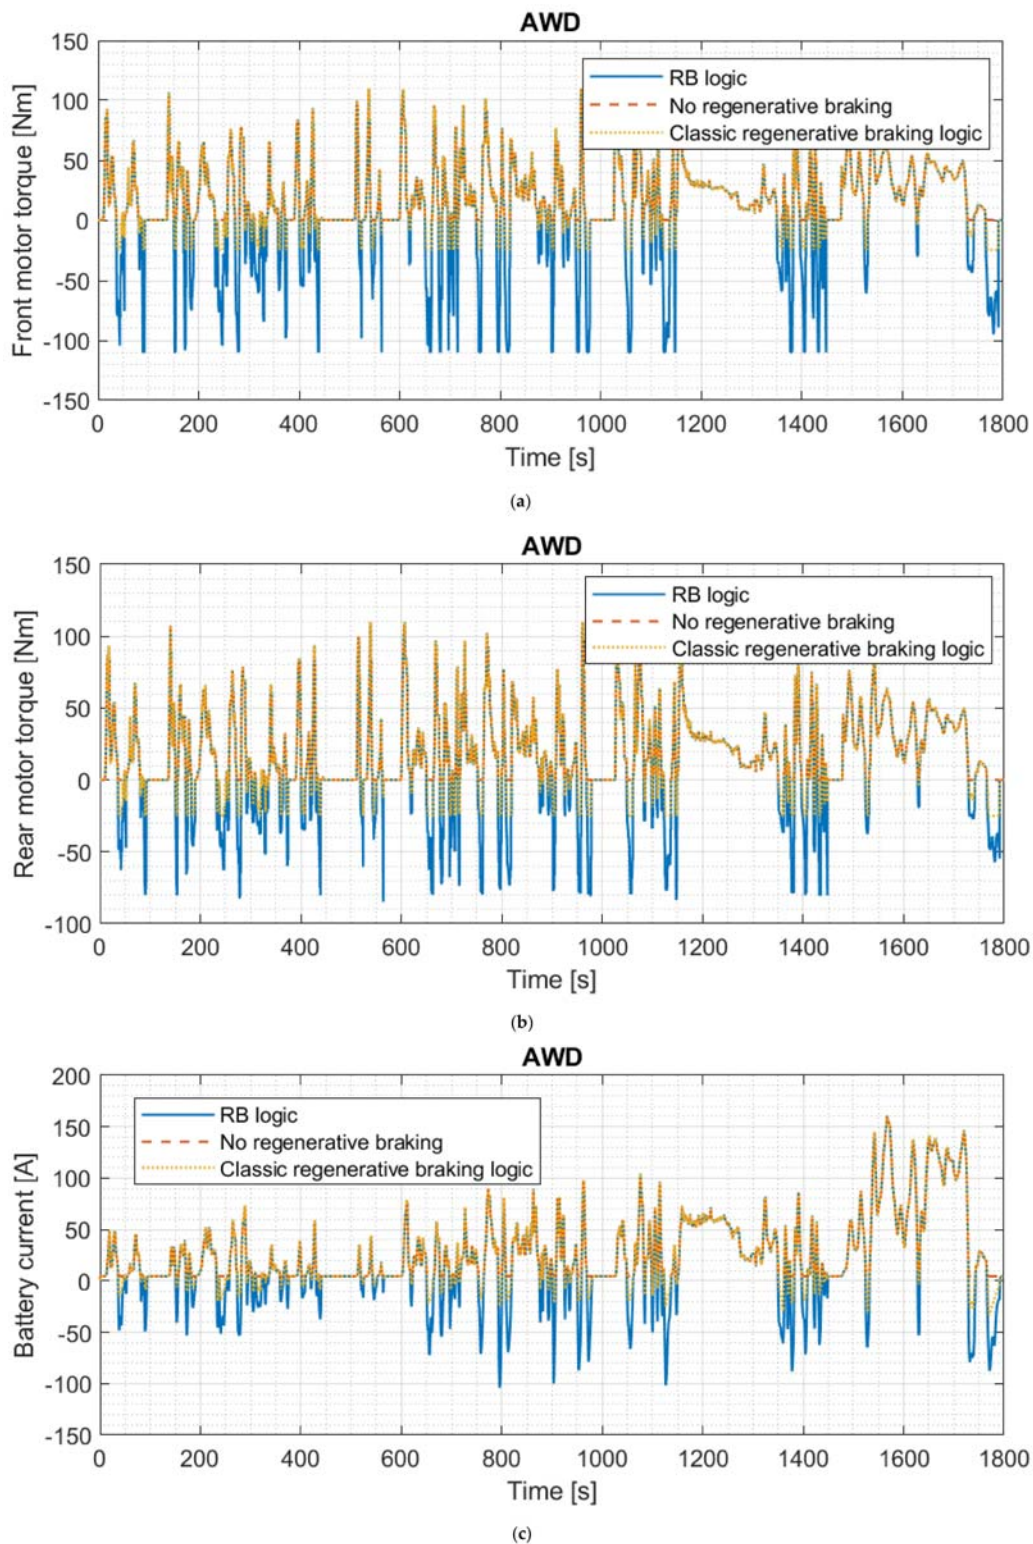 AWD
150
RB logic
No regenerative braking
Classic regenerative braking logic
100
50
0
-50
-100
-150
Front motor torque [Nm]
0 200 400 600 800 1000 1200 1400 1600 1800
Time [s]
(a)
AWD
150
RB logic
No regenerative braking
Classic regenerative braking logic
100
50
0
-50
-100
Rear motor torque [Nm]
0 200 400 600 800 1000 1200 1400 1600 1800
Time [s]
(b)
AWD
200
RB logic
No regenerative braking
Classic regenerative braking logic
150
100
50
0
-50
-100
-150
Battery current [A]
0 200 400 600 800 1000 1200 1400 1600 1800
Time [s]
(c)